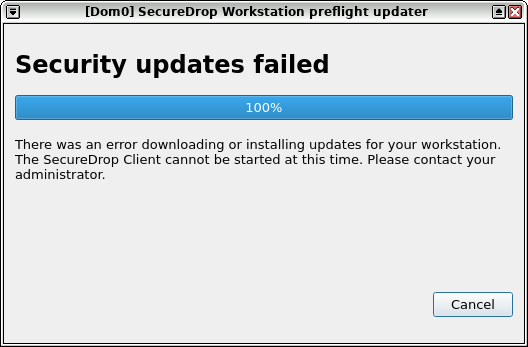 [Dom0] SecureDrop Workstation preflight updater
Security updates failed
100%
There was an error downloading or installing updates for your workstation.
The SecureDrop Client cannot be started at this time. Please contact your
administrator.
Cancel